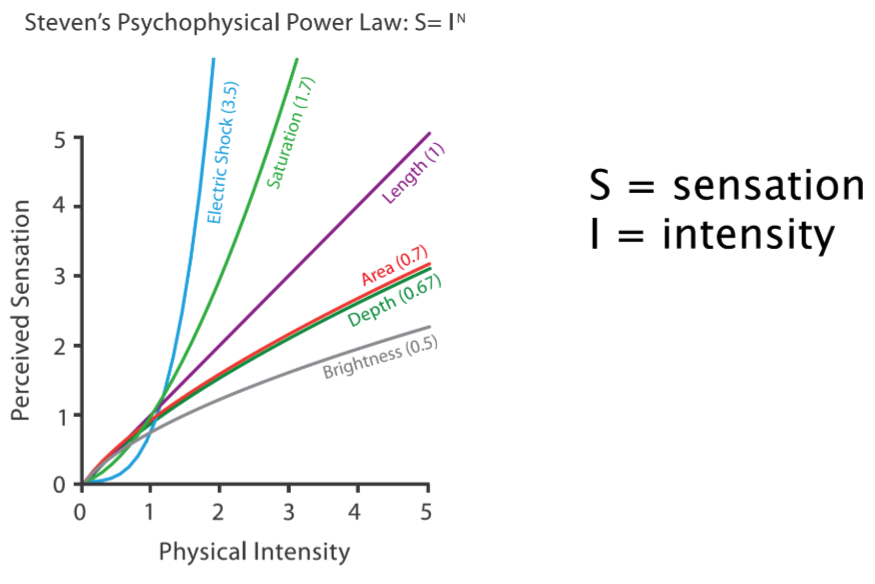 Steven's Psychophysical Power Law: S= Iᴺ
Electric Shock (3.5)
Saturation (1.7)
Length (1)
Area (0.7)
Depth (0.67)
Brightness (0.5)
Perceived Sensation
5
4
3
2
1
0
0 1 2 3 4 5
Physical Intensity
S = sensation
I = intensity